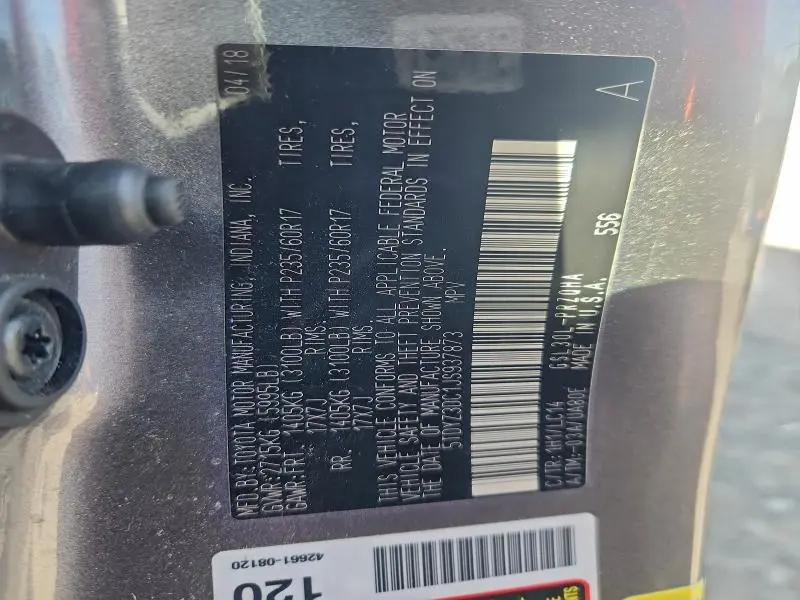 MFD BY: TOYOTA MOTOR MANUFACTURING, INDIANA, INC. 04/18
GVWR: 2715KG (5995LB)
GAWR: FRT. 1405KG (3100LB) WITH P235/60R17 TIRES,
17X7J RIMS.
RR. 1405KG (3100LB) WITH P235/60R17 TIRES,
17X7J RIMS.
THIS VEHICLE CONFORMS TO ALL APPLICABLE FEDERAL MOTOR
VEHICLE SAFETY AND THEFT PREVENTION STANDARDS IN EFFECT ON
THE DATE OF MANUFACTURE SHOWN ABOVE.
5TDYZ3DC1JS937873 MPV
A
C/TR: 1H1/LC14 GSL30L-PRZQHA 556
A/TM: -03A/UA80E MADE IN U.S.A.
42661-08120
120